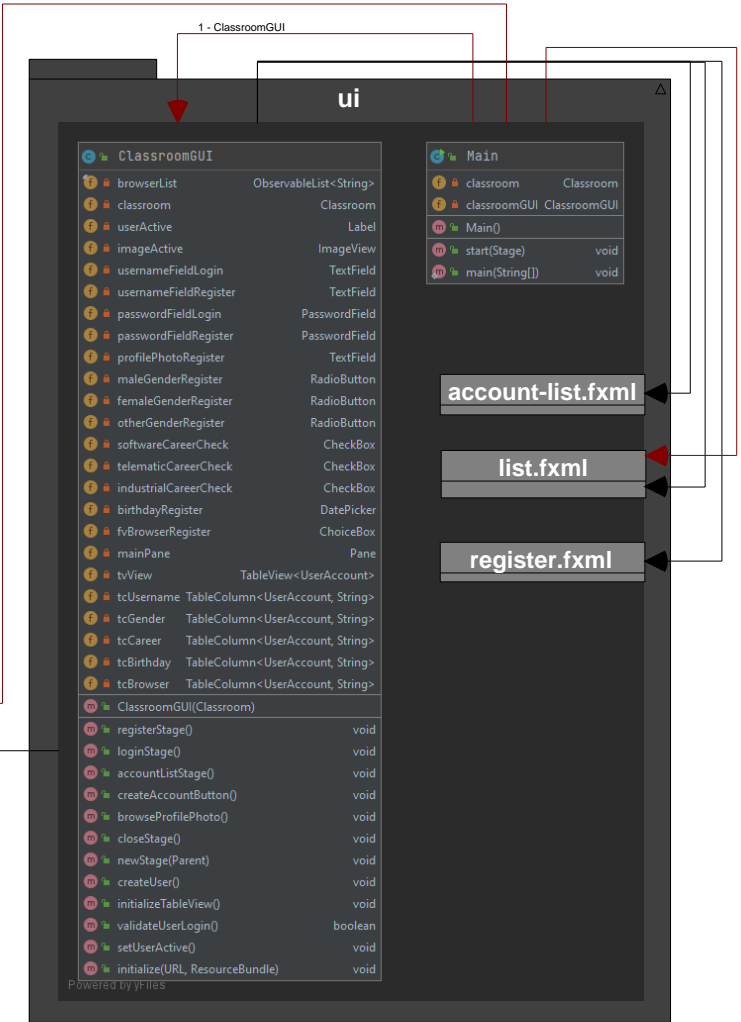 1 - ClassroomGUI
ui
ClassroomGUI
browserList ObservableList<String>
classroom Classroom
userActive Label
imageActive ImageView
usernameFieldLogin TextField
usernameFieldRegister TextField
passwordFieldLogin PasswordField
passwordFieldRegister PasswordField
profilePhotoRegister TextField
maleGenderRegister RadioButton
femaleGenderRegister RadioButton
otherGenderRegister RadioButton
softwareCareerCheck CheckBox
telematicCareerCheck CheckBox
industrialCareerCheck CheckBox
birthdayRegister DatePicker
fvBrowserRegister ChoiceBox
mainPane Pane
tvView TableView<UserAccount>
tcUsername TableColumn<UserAccount, String>
tcGender TableColumn<UserAccount, String>
tcCareer TableColumn<UserAccount, String>
tcBirthday TableColumn<UserAccount, String>
tcBrowser TableColumn<UserAccount, String>
ClassroomGUI(Classroom)
registerStage() void
loginStage() void
accountListStage() void
createAccountButton() void
browseProfilePhoto() void
closeStage() void
newStage(Parent) void
createUser() void
initializeTableView() void
validateUserLogin() boolean
setUserActive() void
initialize(URL, ResourceBundle) void
Powered by yFiles
Main
classroom Classroom
classroomGUI ClassroomGUI
Main()
start(Stage) void
main(String[]) void
account-list.fxml
list.fxml
register.fxml